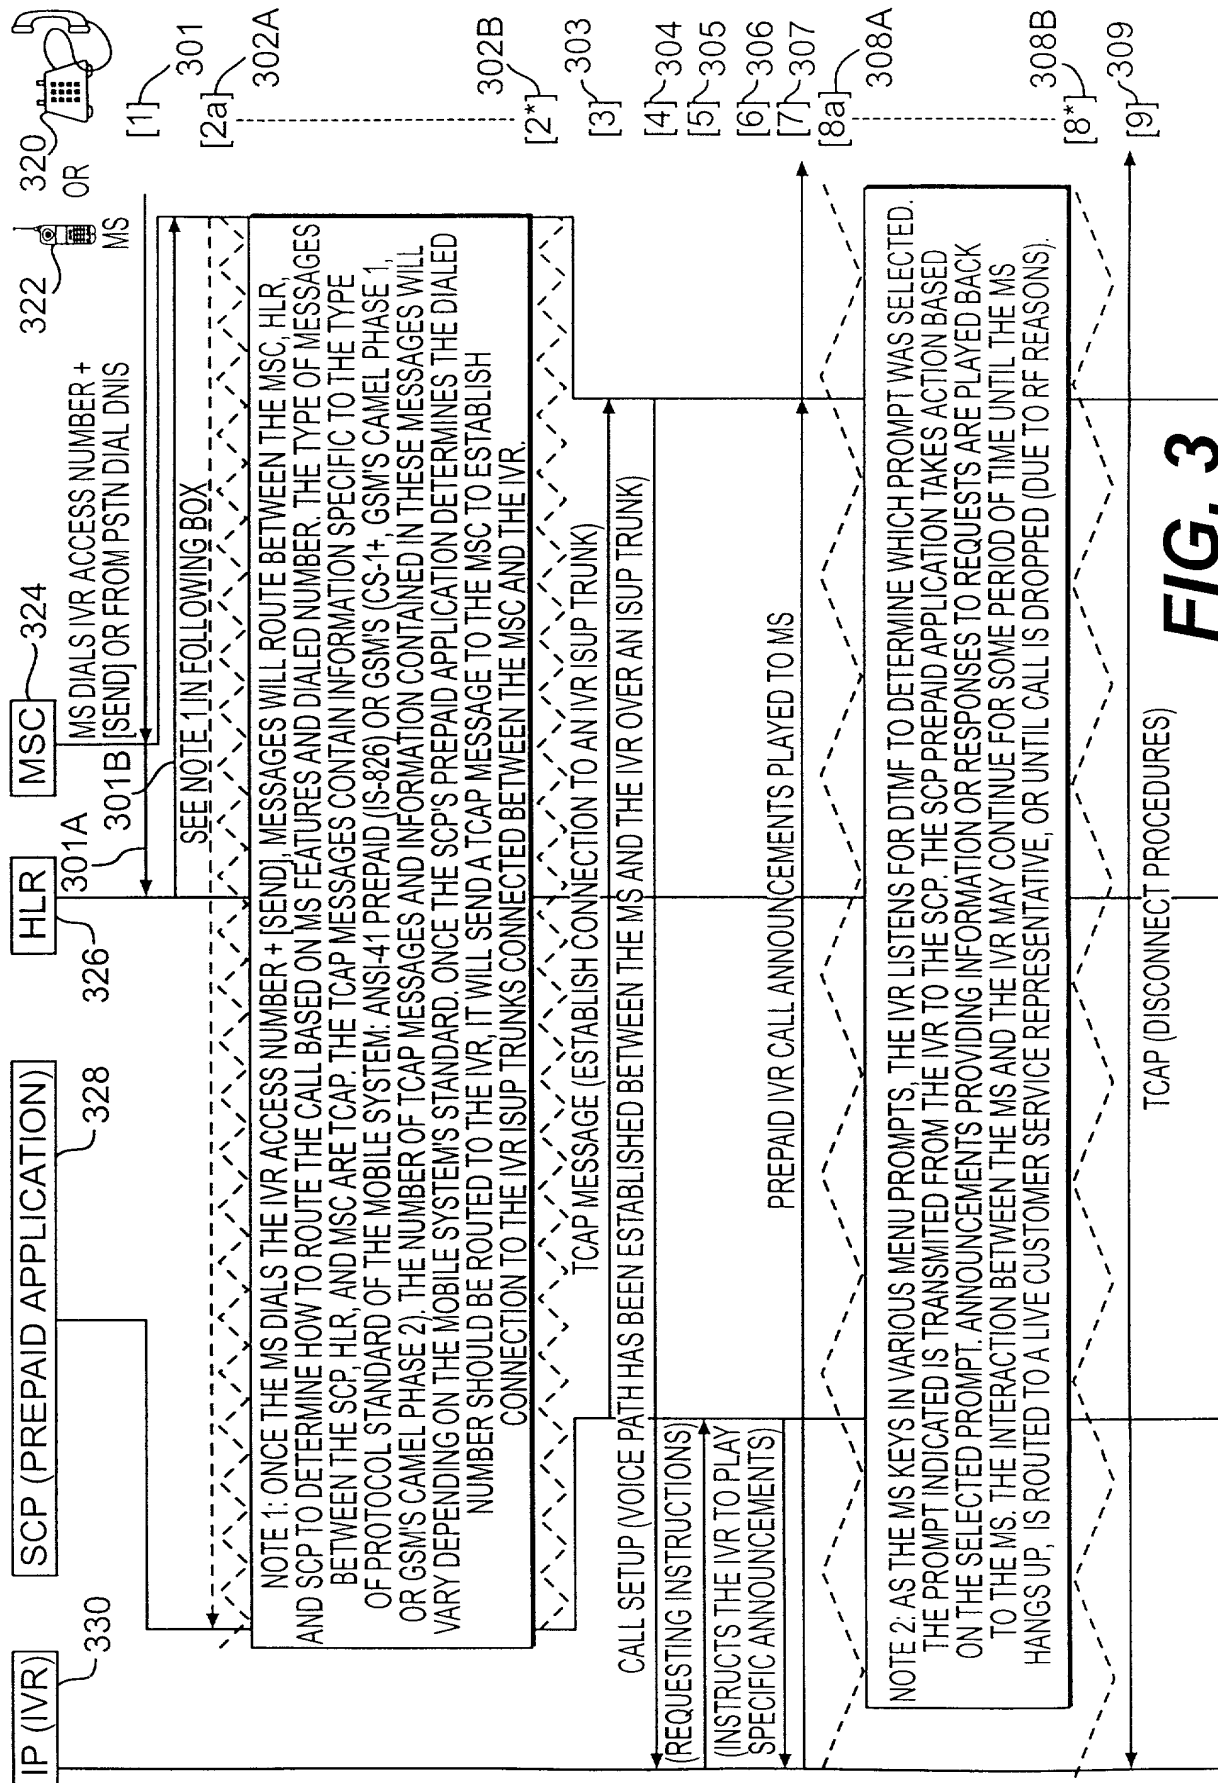 IP (IVR)
330
SCP (PREPAID APPLICATION)
328
HLR
326
MSC
324
322
MS
OR
320
MS DIALS IVR ACCESS NUMBER +
[SEND] OR FROM PSTN DIAL DNIS
[1]
301
301A
301B
SEE NOTE 1 IN FOLLOWING BOX
[2a]
302A
NOTE 1: ONCE THE MS DIALS THE IVR ACCESS NUMBER + [SEND], MESSAGES WILL ROUTE BETWEEN THE MSC, HLR,
AND SCP TO DETERMINE HOW TO ROUTE THE CALL BASED ON MS FEATURES AND DIALED NUMBER. THE TYPE OF MESSAGES
BETWEEN THE SCP, HLR, AND MSC ARE TCAP. THE TCAP MESSAGES CONTAIN INFORMATION SPECIFIC TO THE TYPE
OF PROTOCOL STANDARD OF THE MOBILE SYSTEM: ANSI-41 PREPAID (IS-826) OR GSM'S (CS-1+, GSM'S CAMEL PHASE 1,
OR GSM'S CAMEL PHASE 2). THE NUMBER OF TCAP MESSAGES AND INFORMATION CONTAINED IN THESE MESSAGES WILL
VARY DEPENDING ON THE MOBILE SYSTEM'S STANDARD. ONCE THE SCP'S PREPAID APPLICATION DETERMINES THE DIALED
NUMBER SHOULD BE ROUTED TO THE IVR, IT WILL SEND A TCAP MESSAGE TO THE MSC TO ESTABLISH
CONNECTION TO THE IVR ISUP TRUNKS CONNECTED BETWEEN THE MSC AND THE IVR.
[2*]
302B
TCAP MESSAGE (ESTABLISH CONNECTION TO AN IVR ISUP TRUNK)
[3]
303
CALL SETUP (VOICE PATH HAS BEEN ESTABLISHED BETWEEN THE MS AND THE IVR OVER AN ISUP TRUNK)
[4]
304
(REQUESTING INSTRUCTIONS)
[5]
305
(INSTRUCTS THE IVR TO PLAY
SPECIFIC ANNOUNCEMENTS)
[6]
306
PREPAID IVR CALL ANNOUNCEMENTS PLAYED TO MS
[7]
307
[8a]
308A
NOTE 2: AS THE MS KEYS IN VARIOUS MENU PROMPTS, THE IVR LISTENS FOR DTMF TO DETERMINE WHICH PROMPT WAS SELECTED.
THE PROMPT INDICATED IS TRANSMITTED FROM THE IVR TO THE SCP. THE SCP PREPAID APPLICATION TAKES ACTION BASED
ON THE SELECTED PROMPT. ANNOUNCEMENTS PROVIDING INFORMATION OR RESPONSES TO REQUESTS ARE PLAYED BACK
TO THE MS. THE INTERACTION BETWEEN THE MS AND THE IVR MAY CONTINUE FOR SOME PERIOD OF TIME UNTIL THE MS
HANGS UP, IS ROUTED TO A LIVE CUSTOMER SERVICE REPRESENTATIVE, OR UNTIL CALL IS DROPPED (DUE TO RF REASONS).
[8*]
308B
TCAP (DISCONNECT PROCEDURES)
[9]
309
FIG. 3